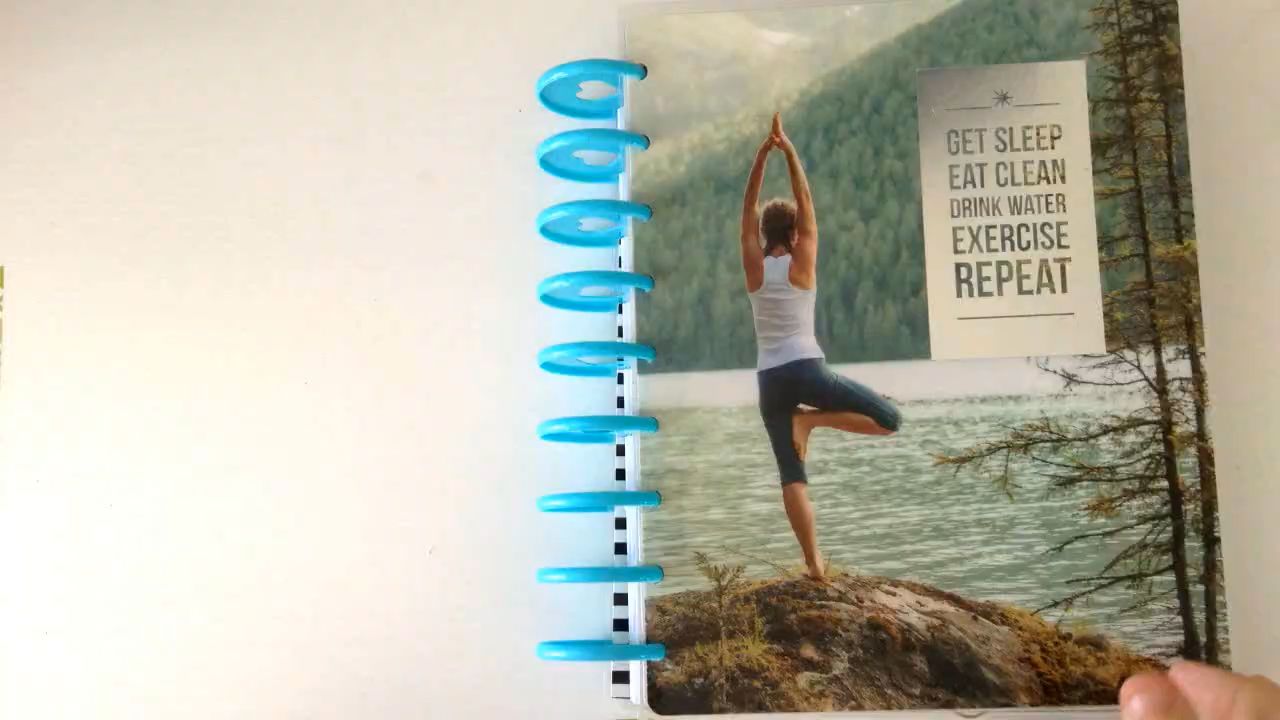 GET SLEEP
EAT CLEAN
DRINK WATER
EXERCISE
REPEAT